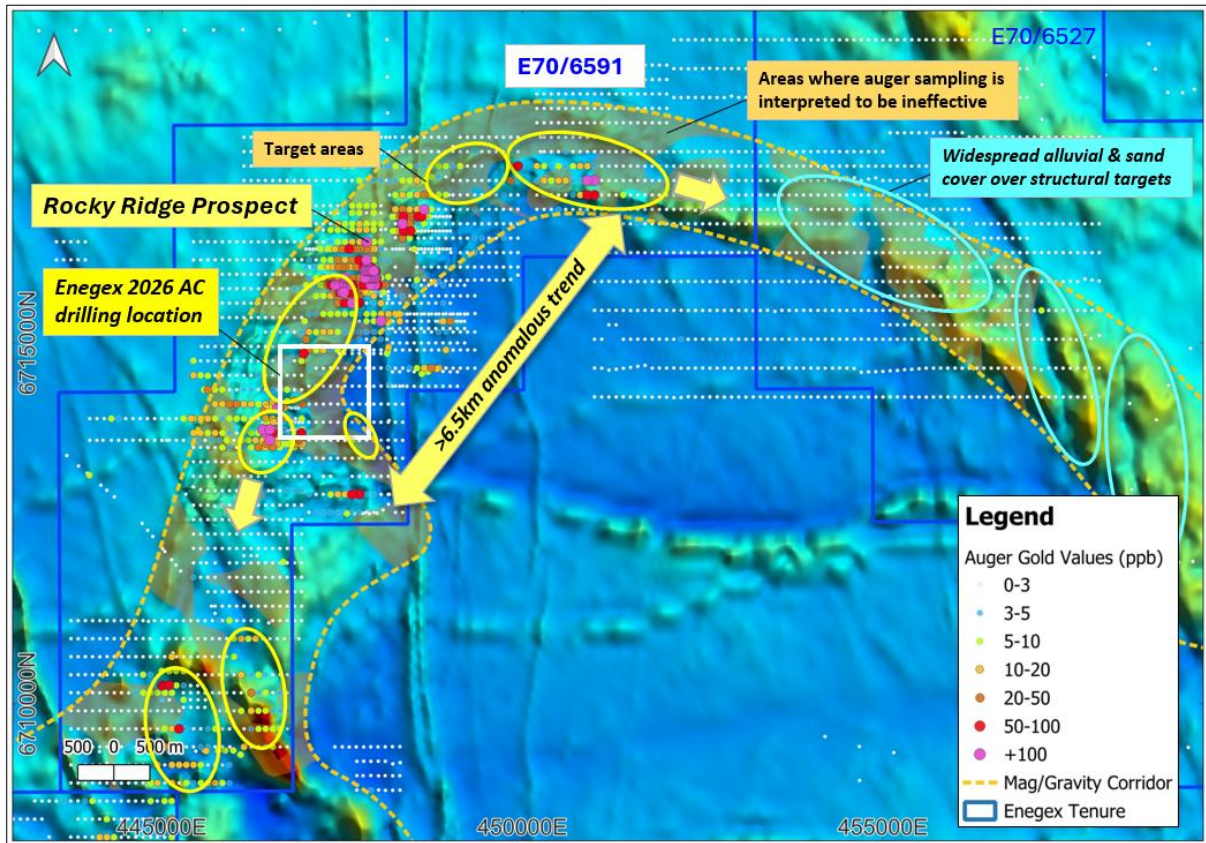 E70/6527
E70/6591
Areas where auger sampling is
interpreted to be ineffective
Target areas
Widespread alluvial & sand
cover over structural targets
Rocky Ridge Prospect
Enegex 2026 AC
drilling location
6715000N
>6.5km anomalous trend
6710000N
500 0 500 m
445000E
450000E
455000E
Legend
Auger Gold Values (ppb)
0-3
3-5
5-10
10-20
20-50
50-100
+100
Mag/Gravity Corridor
Enegex Tenure